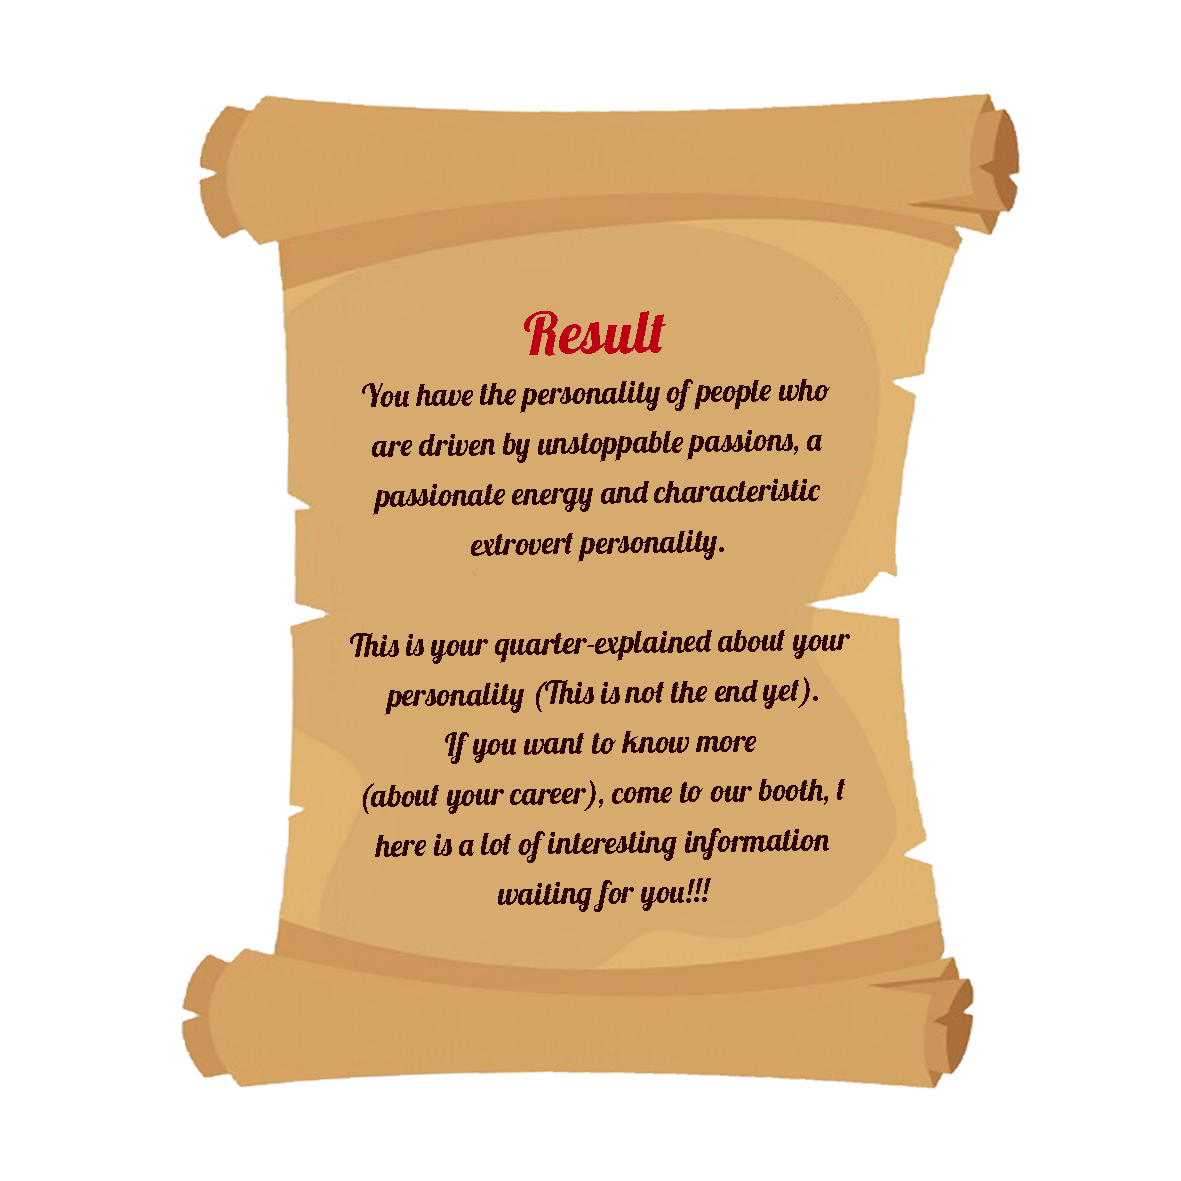 Result
You have the personality of people who
are driven by unstoppable passions, a
passionate energy and characteristic
extrovert personality.
This is your quarter-explained about your
personality (This is not the end yet).
If you want to know more
(about your career), come to our booth, t
here is a lot of interesting information
waiting for you!!!